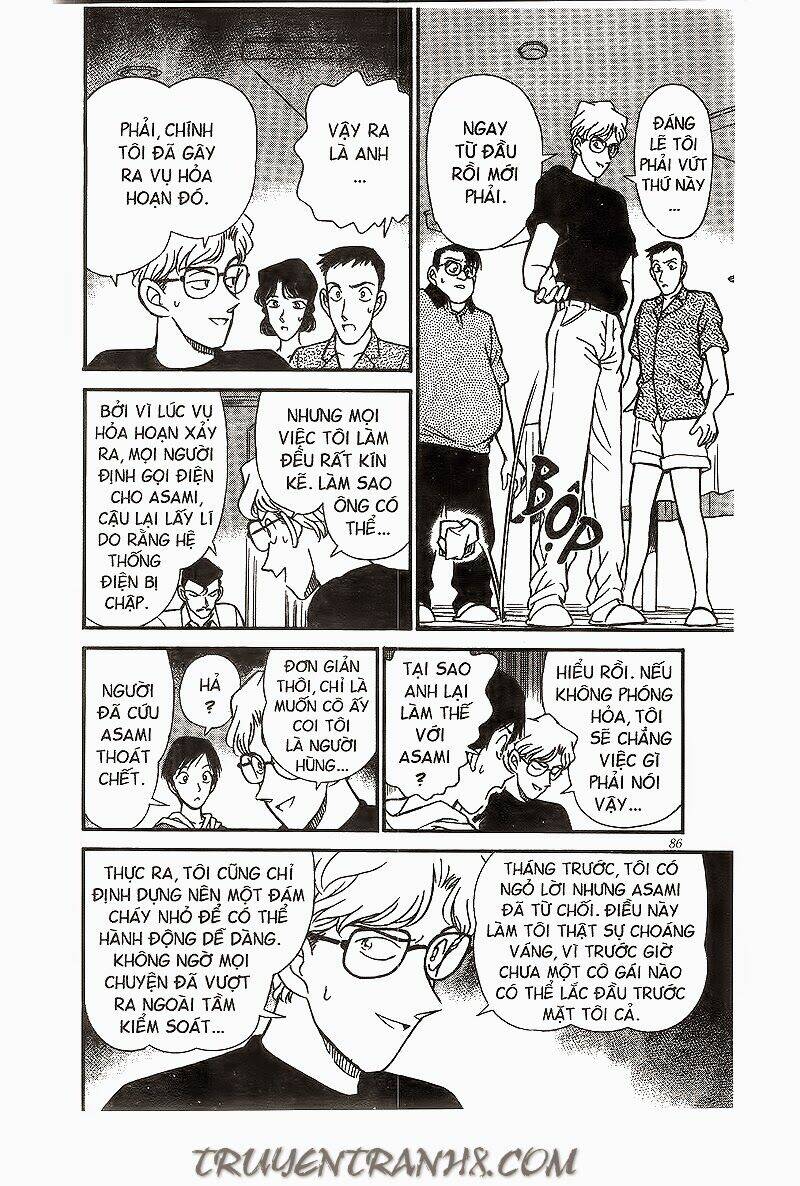 ĐÁNG
LẼ TÔI
PHẢI VỨT
THỨ NÀY
...
NGAY
TỪ ĐẦU
RỒI MỚI
PHẢI.
BỘP
VẬY RA
LÀ ANH
...
PHẢI, CHÍNH
TÔI ĐÃ GÂY
RA VỤ HỎA
HOẠN ĐÓ.
NHƯNG MỌI
VIỆC TÔI LÀM
ĐỀU RẤT KÍN
KẼ. LÀM SAO
ÔNG CÓ
THỂ...
BỞI VÌ LÚC VỤ
HỎA HOẠN XẢY
RA, MỌI NGƯỜI
ĐỊNH GỌI ĐIỆN
CHO ASAMI,
CẬU LẠI LẤY LÍ
DO RẰNG HỆ
THỐNG
ĐIỆN BỊ
CHẬP.
HIỂU RỒI. NẾU
KHÔNG PHÓNG
HỎA, TÔI
SẼ CHẲNG
VIỆC GÌ
PHẢI NÓI
VẬY...
TẠI SAO
ANH LẠI
LÀM THẾ
VỚI
ASAMI
?
ĐƠN GIẢN
THÔI, CHỈ LÀ
MUỐN CÔ ẤY
COI TÔI
LÀ NGƯỜI
HÙNG...
HẢ
?
NGƯỜI
ĐÃ CỨU
ASAMI
THOÁT
CHẾT.
86
THÁNG TRƯỚC, TÔI CÓ
NGỎ LỜI NHƯNG ASAMI
ĐÃ TỪ CHỐI. ĐIỀU NÀY
LÀM TÔI THẬT SỰ CHOÁNG
VÁNG, VÌ TRƯỚC GIỜ
CHƯA MỘT CÔ GÁI NÀO
CÓ THỂ LẮC ĐẦU TRƯỚC
MẶT TÔI CẢ.
THỰC RA, TÔI CŨNG CHỈ
ĐỊNH DỰNG NÊN MỘT ĐÁM
CHÁY NHỎ ĐỂ CÓ THỂ
HÀNH ĐỘNG DỄ DÀNG.
KHÔNG NGỜ MỌI
CHUYỆN ĐÃ VƯỢT
RA NGOÀI TẦM
KIỂM SOÁT...
TRUYENTRANH8.COM